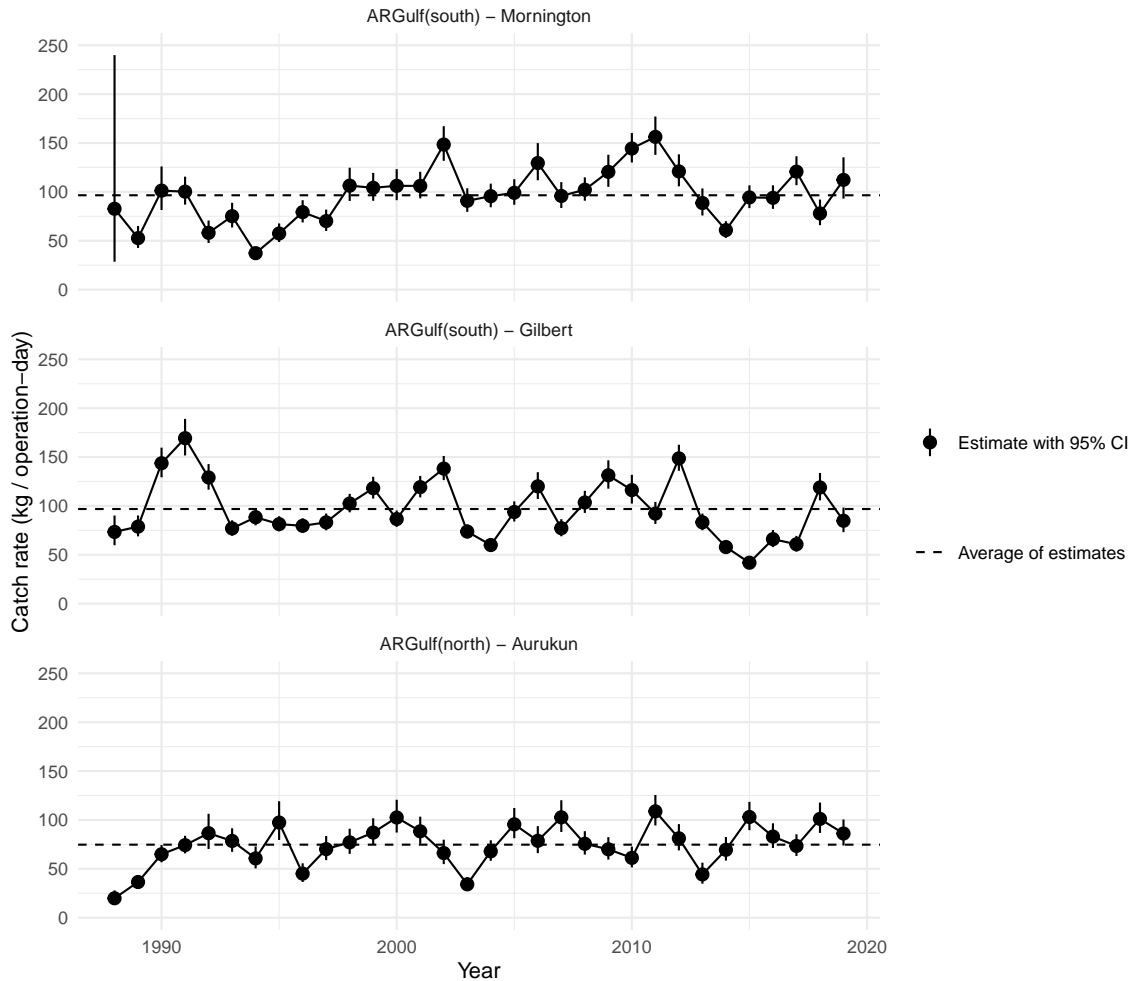 ARGulf(south) − Mornington
250
200
150
100
50
0
ARGulf(south) − Gilbert
250
200
150
100
50
0
ARGulf(north) − Aurukun
250
200
150
100
50
0
1990 2000 2010 2020
Year
Catch rate (kg / operation−day)
Estimate with 95% CI
Average of estimates